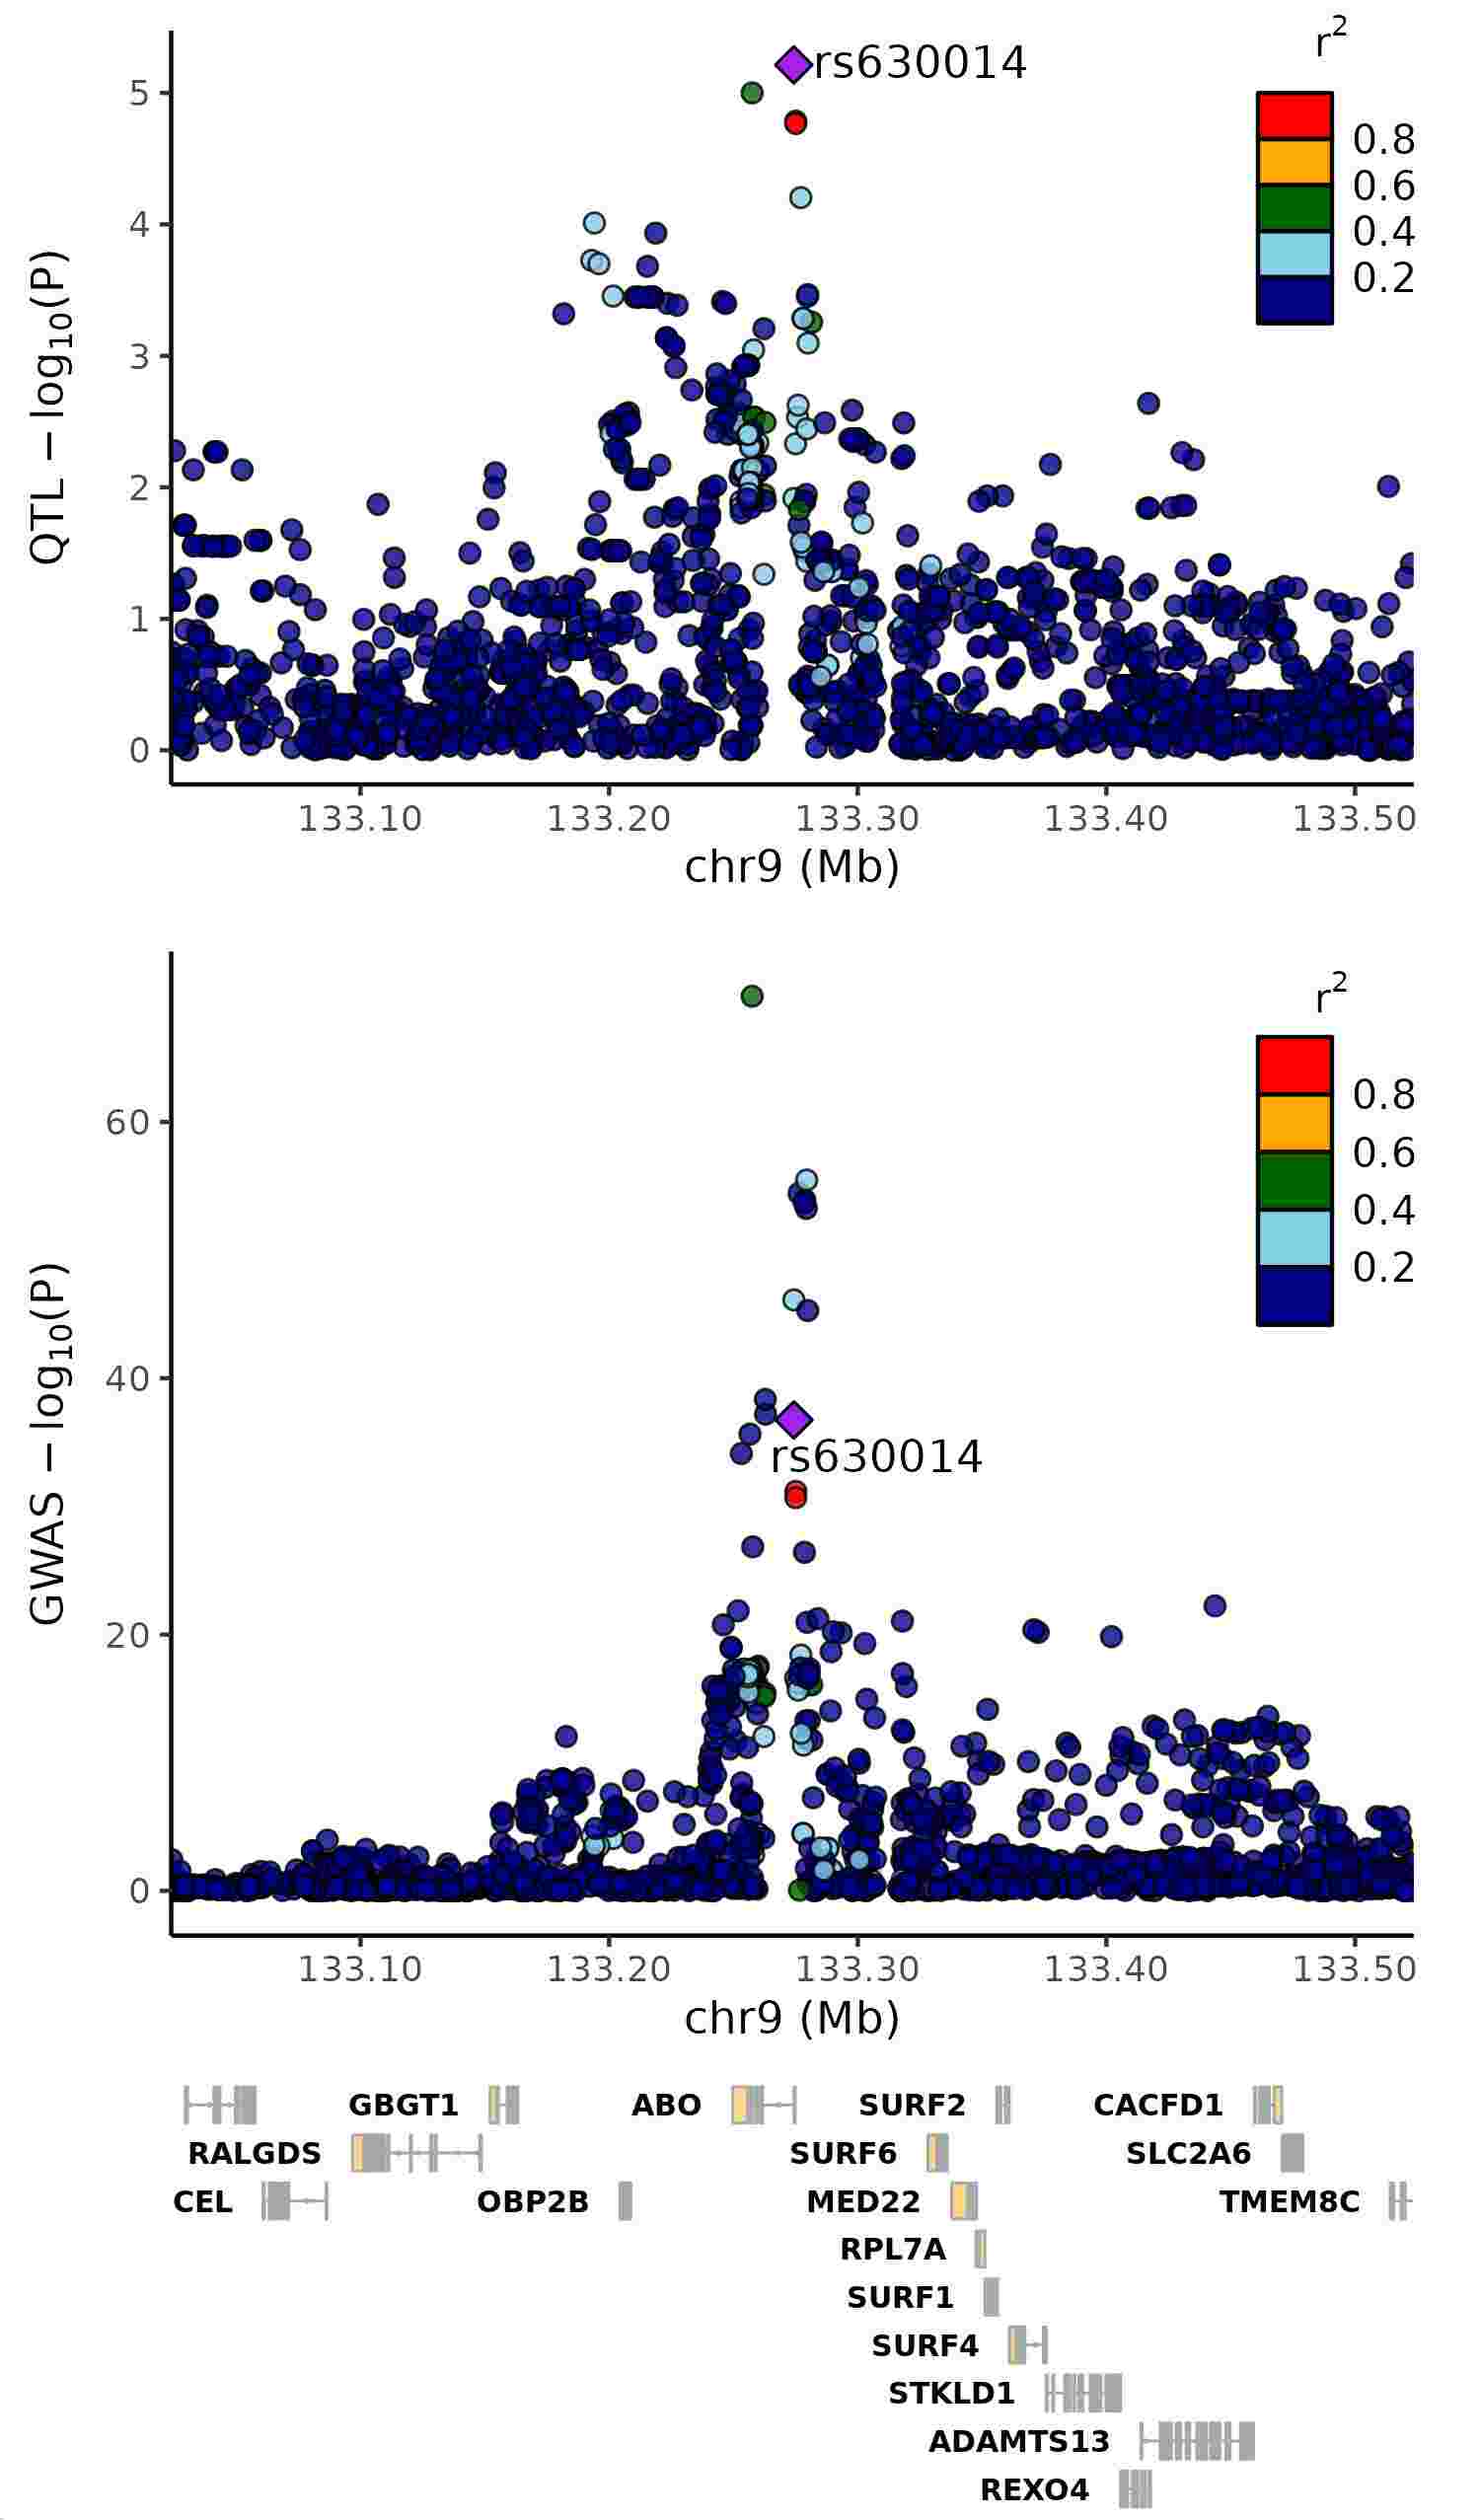 rs630014
r²
0.8
0.6
0.4
0.2
QTL −log₁₀(P)
5
4
3
2
1
0
133.10 133.20 133.30 133.40 133.50
chr9 (Mb)
r²
0.8
0.6
0.4
0.2
GWAS −log₁₀(P)
60
40
20
0
rs630014
133.10 133.20 133.30 133.40 133.50
chr9 (Mb)
GBGT1 ABO SURF2 CACFD1
RALGDS SURF6 SLC2A6
CEL OBP2B MED22 TMEM8C
RPL7A
SURF1
SURF4
STKLD1
ADAMTS13
REXO4